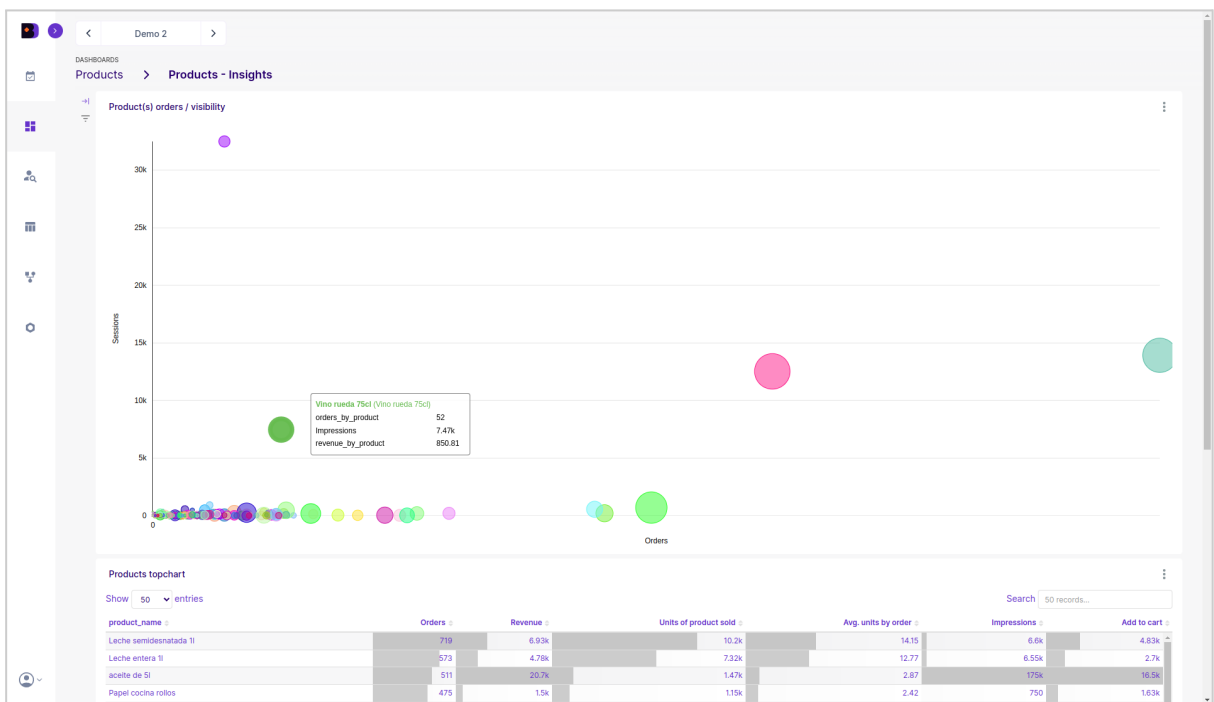 Demo 2
DASHBOARDS
Products > Products - Insights
Product(s) orders / visibility
30k
25k
20k
15k
10k
5k
0
0
Sessions
Orders
Vino rueda 75cl (Vino rueda 75cl)
orders_by_product 52
Impressions 7.47k
revenue_by_product 850.81
Products topchart
Show 50 entries
Search 50 records...
product_name Orders Revenue Units of product sold Avg. units by order Impressions Add to cart
Leche semidesnatada 1l 719 6.93k 10.2k 14.15 6.6k 4.83k
Leche entera 1l 573 4.78k 7.32k 12.77 6.55k 2.7k
aceite de 5l 511 20.7k 1.47k 2.87 175k 16.5k
Papel cocina rollos 475 1.5k 1.15k 2.42 750 1.63k